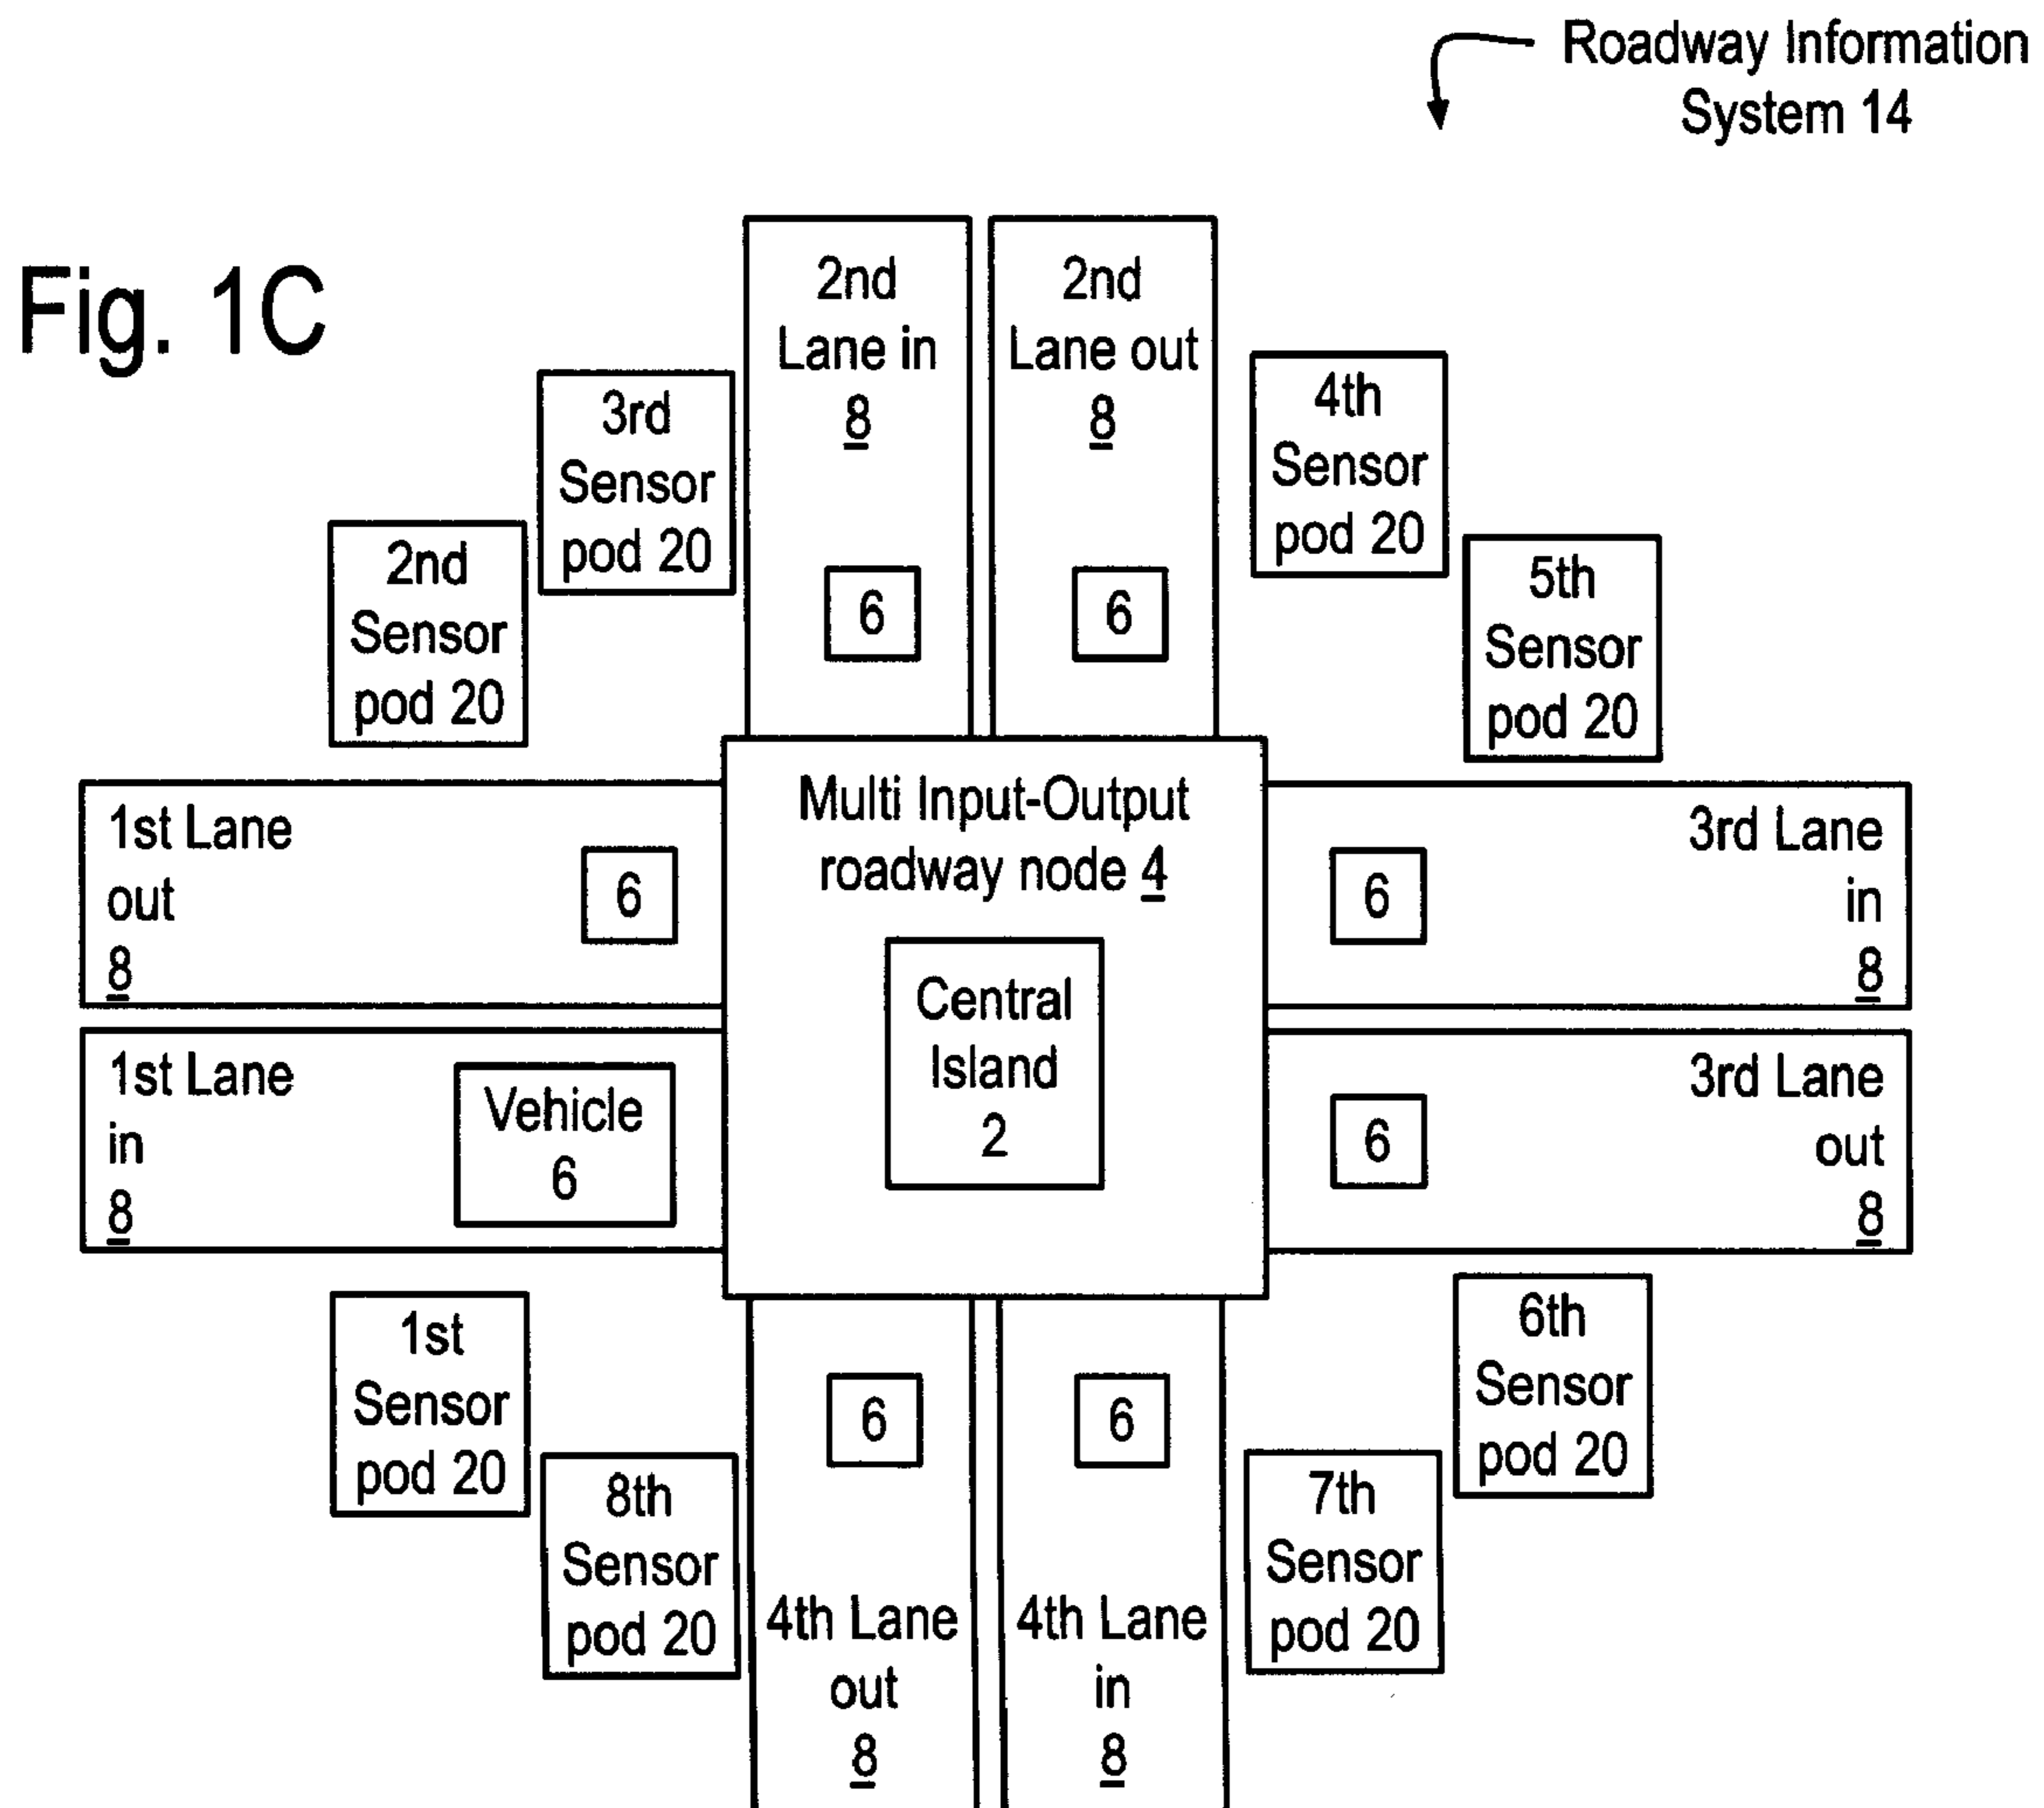 Roadway Information
System 14
Fig. 1C
2nd
Lane in
8
6
2nd
Lane out
8
6
3rd
Sensor
pod 20
2nd
Sensor
pod 20
4th
Sensor
pod 20
5th
Sensor
pod 20
1st Lane
out
8
6
Multi Input-Output
roadway node 4
Central
Island
2
3rd Lane
in
8
6
1st Lane
in
8
Vehicle
6
3rd Lane
out
8
6
1st
Sensor
pod 20
8th
Sensor
pod 20
6
4th Lane
out
8
6
4th Lane
in
8
7th
Sensor
pod 20
6th
Sensor
pod 20